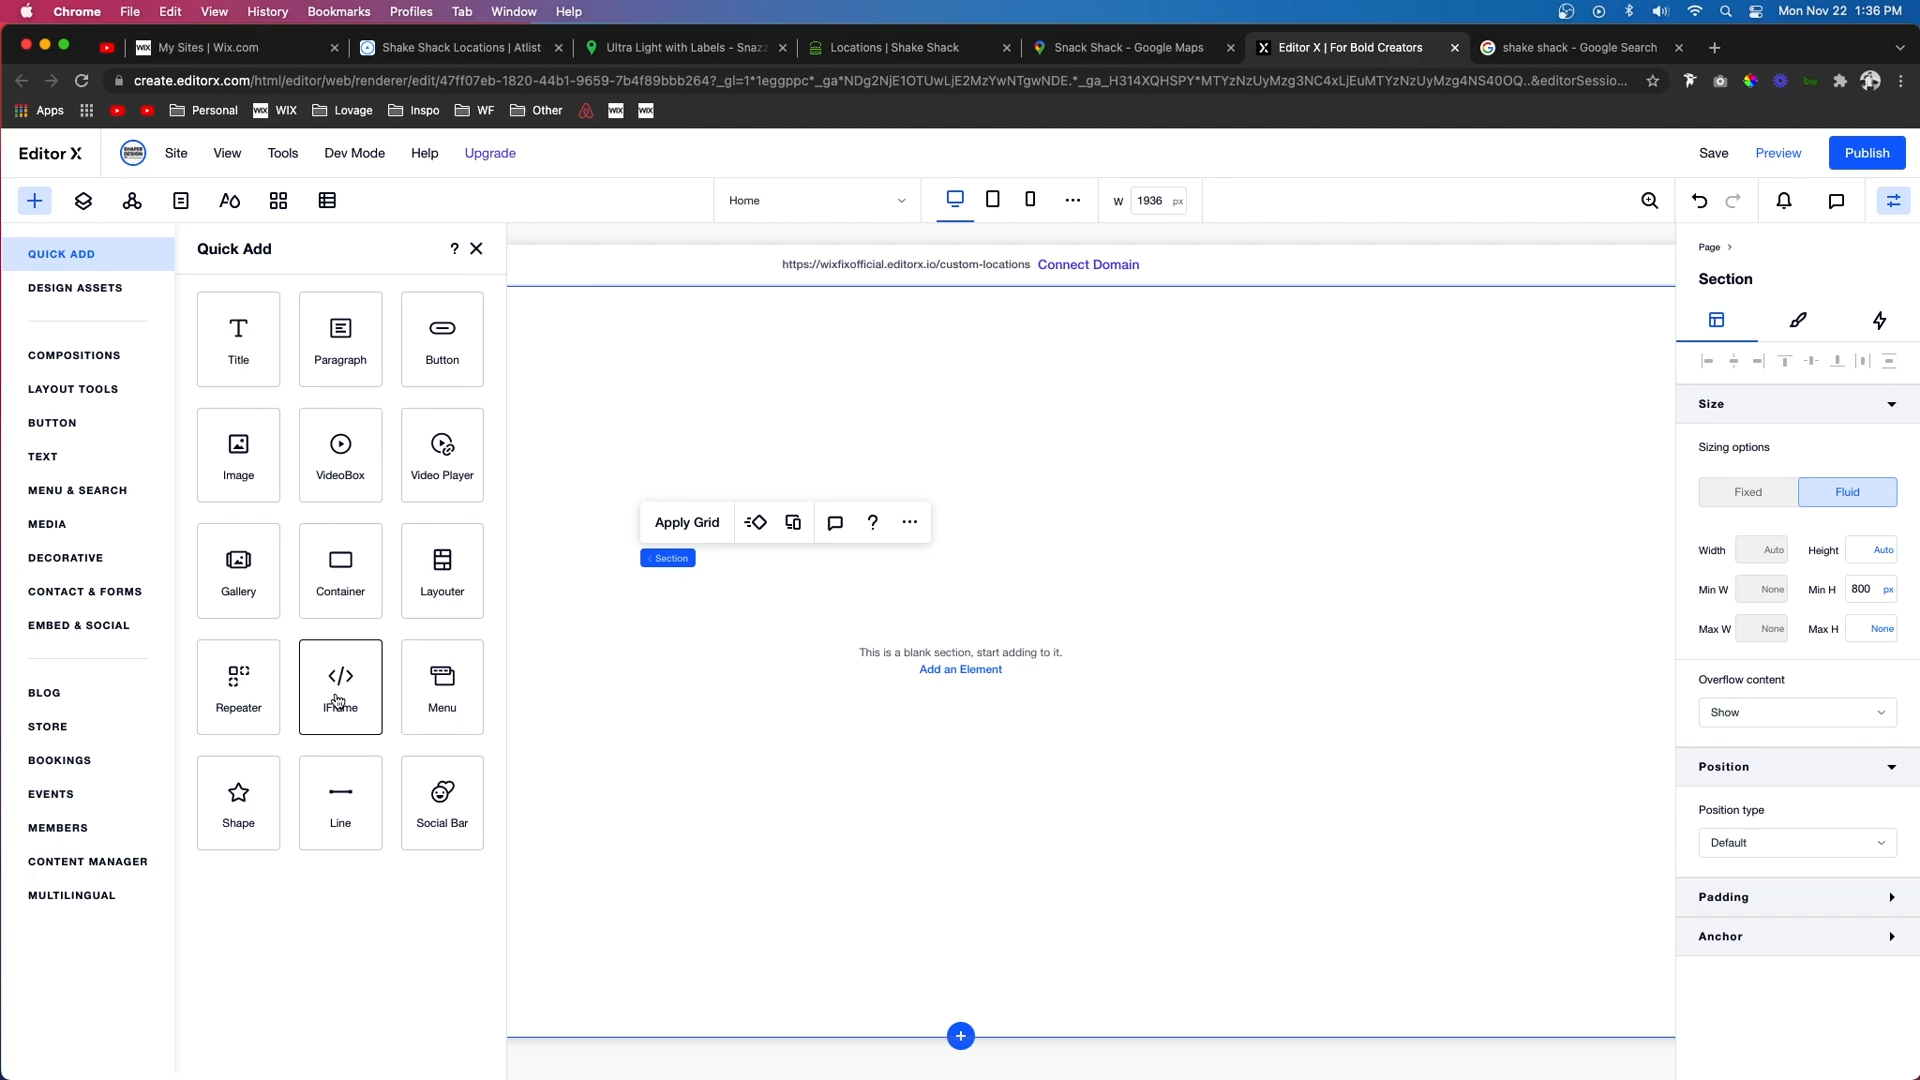 Chrome File Edit View History Bookmarks Profiles Tab Window Help Mon Nov 22 1:36 PM
My Sites | Wix.com
Shake Shack Locations | Atlist
Ultra Light with Labels - Snazz
Locations | Shake Shack
Snack Shack - Google Maps
Editor X | For Bold Creators
shake shack - Google Search
create.editorx.com/html/editor/web/renderer/edit/47ff07eb-1820-44b1-9659-7b4f89bbb264?_gl=1*1eggppc*_ga*NDg2NjE1OTUwLjE2MzYwNTgwNDE.*_ga_H314XQHSPY*MTYzNzUyMzg3NC4xLjEuMTYzNzUyMzg4NS40OQ..&editorSessio...
Apps Personal WIX WIX Lovage Inspo WF Other WIX WIX
Editor X Site View Tools Dev Mode Help Upgrade Save Preview Publish
Home W 1936 px
QUICK ADD
DESIGN ASSETS
COMPOSITIONS
LAYOUT TOOLS
BUTTON
TEXT
MENU & SEARCH
MEDIA
DECORATIVE
CONTACT & FORMS
EMBED & SOCIAL
BLOG
STORE
BOOKINGS
EVENTS
MEMBERS
CONTENT MANAGER
MULTILINGUAL
Quick Add ?
Title Paragraph Button
Image VideoBox Video Player
Gallery Container Layouter
Repeater IFrame Menu
Shape Line Social Bar
https://wixfixofficial.editorx.io/custom-locations Connect Domain
Apply Grid ?
< Section
This is a blank section, start adding to it.
Add an Element
Page >
Section
Size
Sizing options
Fixed Fluid
Width Auto Height Auto
Min W None Min H 800 px
Max W None Max H None
Overflow content
Show
Position
Position type
Default
Padding
Anchor